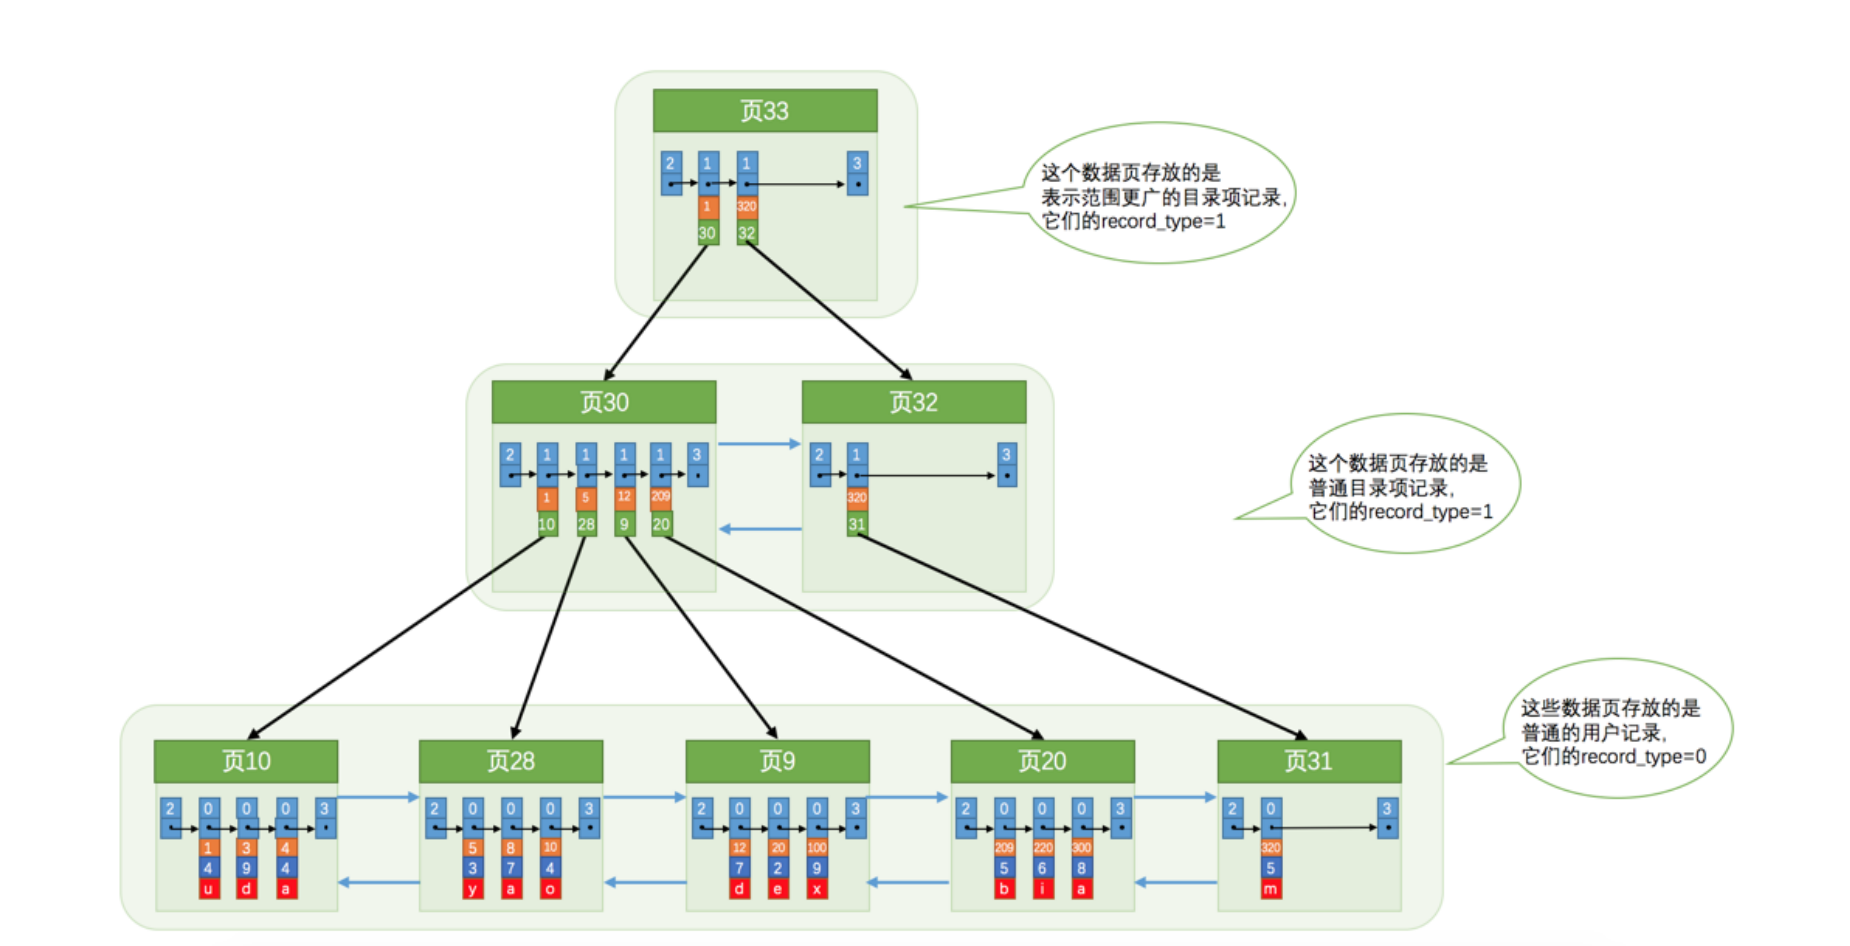 页33
2 1 1 3
1 320
30 32
这个数据页存放的是
表示范围更广的目录项记录,
它们的record_type=1
页30
2 1 1 1 1 3
1 5 12 209
10 28 9 20
页32
2 1 3
320
31
这个数据页存放的是
普通目录项记录,
它们的record_type=1
这些数据页存放的是
普通的用户记录,
它们的record_type=0
页10
2 0 0 0 3
1 3 4
4 9 4
u d a
页28
2 0 0 0 3
5 8 10
3 7 4
y a o
页9
2 0 0 0 3
12 20 100
7 2 9
d e x
页20
2 0 0 0 3
209 220 300
5 6 8
b i a
页31
2 0 3
320
5
m